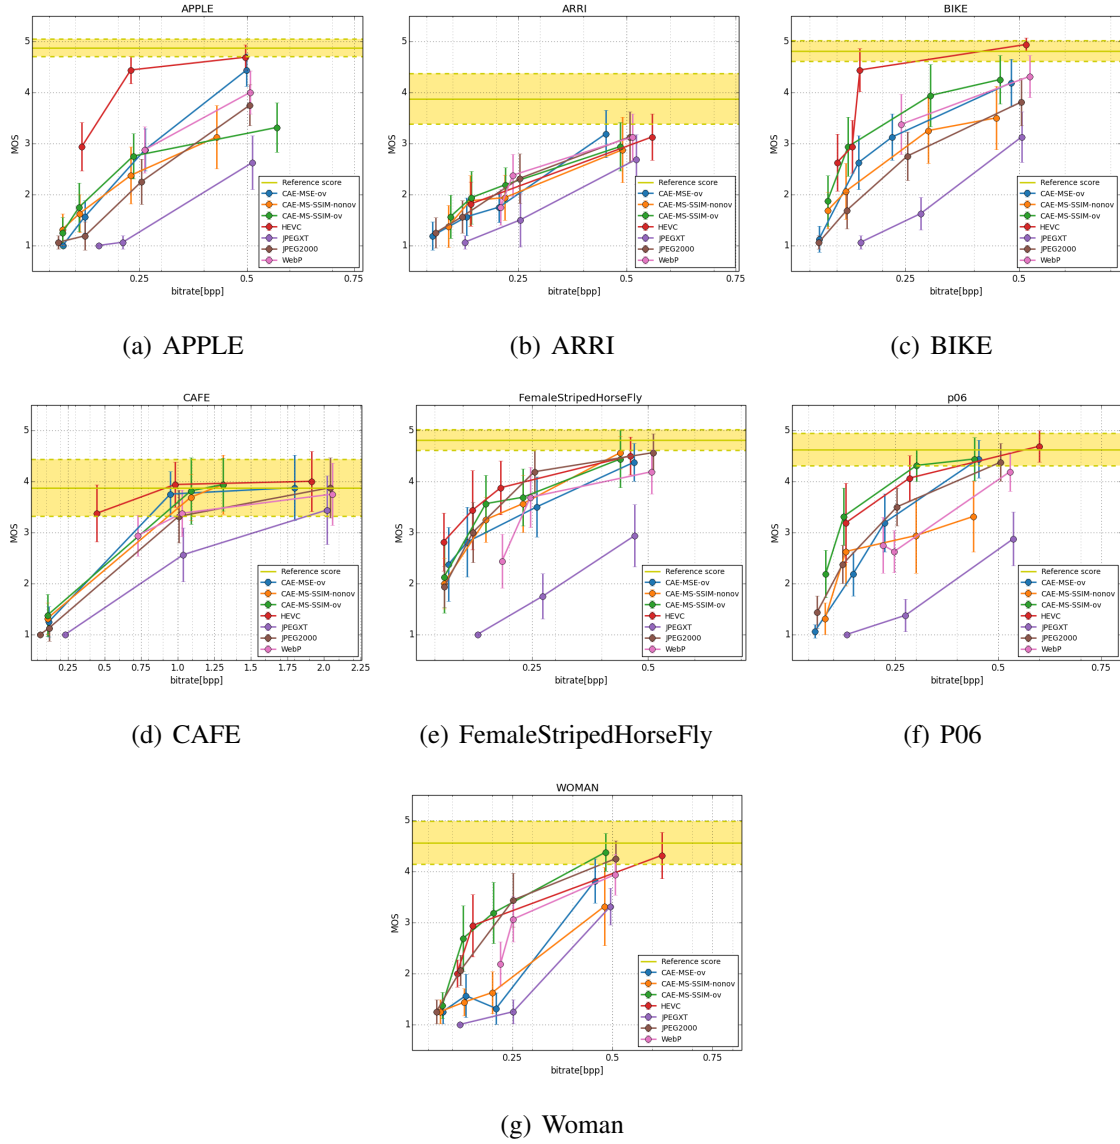 APPLE
5
4
3
2
1
MOS
0.25
0.5
0.75
bitrate[bpp]
Reference score
CAE-MSE-ov
CAE-MS-SSIM-nonov
CAE-MS-SSIM-ov
HEVC
JPEGXT
JPEG2000
WebP
(a) APPLE
ARRI
5
4
3
2
1
MOS
0.25
0.5
0.75
bitrate[bpp]
Reference score
CAE-MSE-ov
CAE-MS-SSIM-nonov
CAE-MS-SSIM-ov
HEVC
JPEGXT
JPEG2000
WebP
(b) ARRI
BIKE
5
4
3
2
1
MOS
0.25
0.5
bitrate[bpp]
Reference score
CAE-MSE-ov
CAE-MS-SSIM-nonov
CAE-MS-SSIM-ov
HEVC
JPEGXT
JPEG2000
WebP
(c) BIKE
CAFE
5
4
3
2
1
MOS
0.25 0.5 0.75 1.0 1.25 1.5 1.75 2.0 2.25
bitrate[bpp]
Reference score
CAE-MSE-ov
CAE-MS-SSIM-nonov
CAE-MS-SSIM-ov
HEVC
JPEGXT
JPEG2000
WebP
(d) CAFE
FemaleStripedHorseFly
5
4
3
2
1
MOS
0.25
0.5
bitrate[bpp]
Reference score
CAE-MSE-ov
CAE-MS-SSIM-nonov
CAE-MS-SSIM-ov
HEVC
JPEGXT
JPEG2000
WebP
(e) FemaleStripedHorseFly
p06
5
4
3
2
1
MOS
0.25
0.5
0.75
bitrate[bpp]
Reference score
CAE-MSE-ov
CAE-MS-SSIM-nonov
CAE-MS-SSIM-ov
HEVC
JPEGXT
JPEG2000
WebP
(f) P06
WOMAN
5
4
3
2
1
MOS
0.25
0.5
0.75
bitrate[bpp]
Reference score
CAE-MSE-ov
CAE-MS-SSIM-nonov
CAE-MS-SSIM-ov
HEVC
JPEGXT
JPEG2000
WebP
(g) Woman